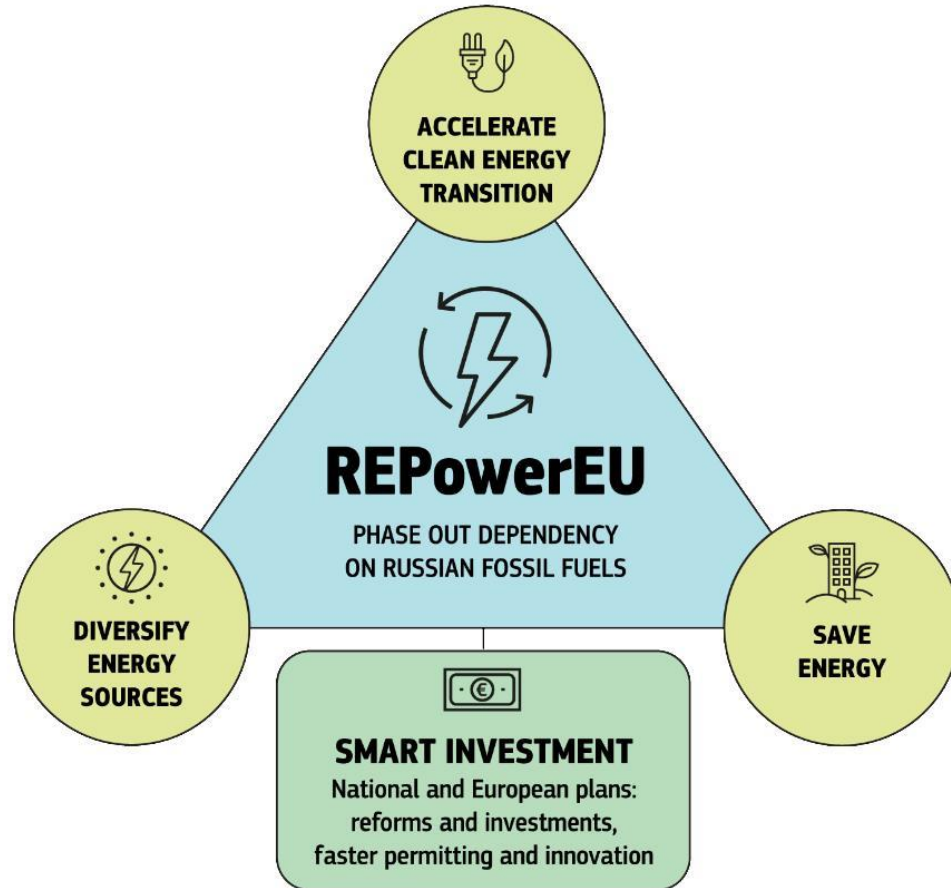 ACCELERATE
CLEAN ENERGY
TRANSITION
REPowerEU
PHASE OUT DEPENDENCY
ON RUSSIAN FOSSIL FUELS
DIVERSIFY
ENERGY
SOURCES
SAVE
ENERGY
€
SMART INVESTMENT
National and European plans:
reforms and investments,
faster permitting and innovation